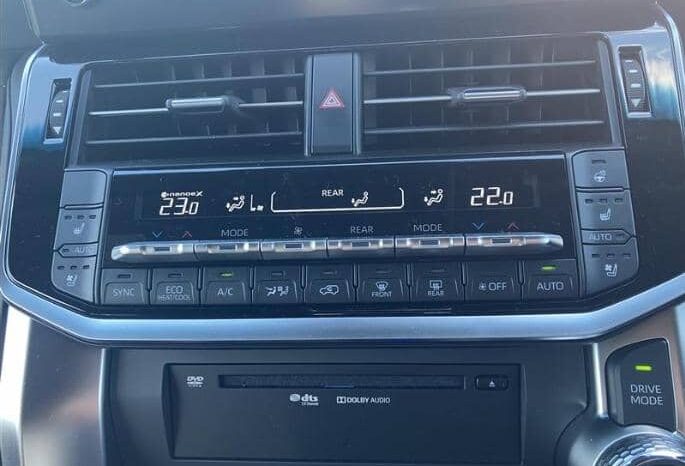 nanoeX
REAR
23.0
22.0
MODE
REAR
MODE
AUTO
AUTO
SYNC
ECO
HEAT/COOL
A/C
FRONT
REAR
OFF
AUTO
DVD
dts
DOLBY AUDIO
DRIVE
MODE